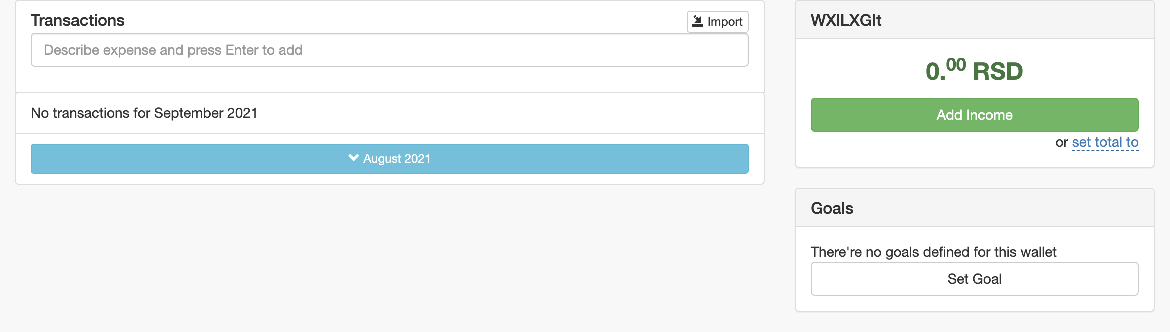 Transactions
Import
Describe expense and press Enter to add
No transactions for September 2021
August 2021
WXILXGIt
0.00 RSD
Add Income
or set total to
Goals
There're no goals defined for this wallet
Set Goal